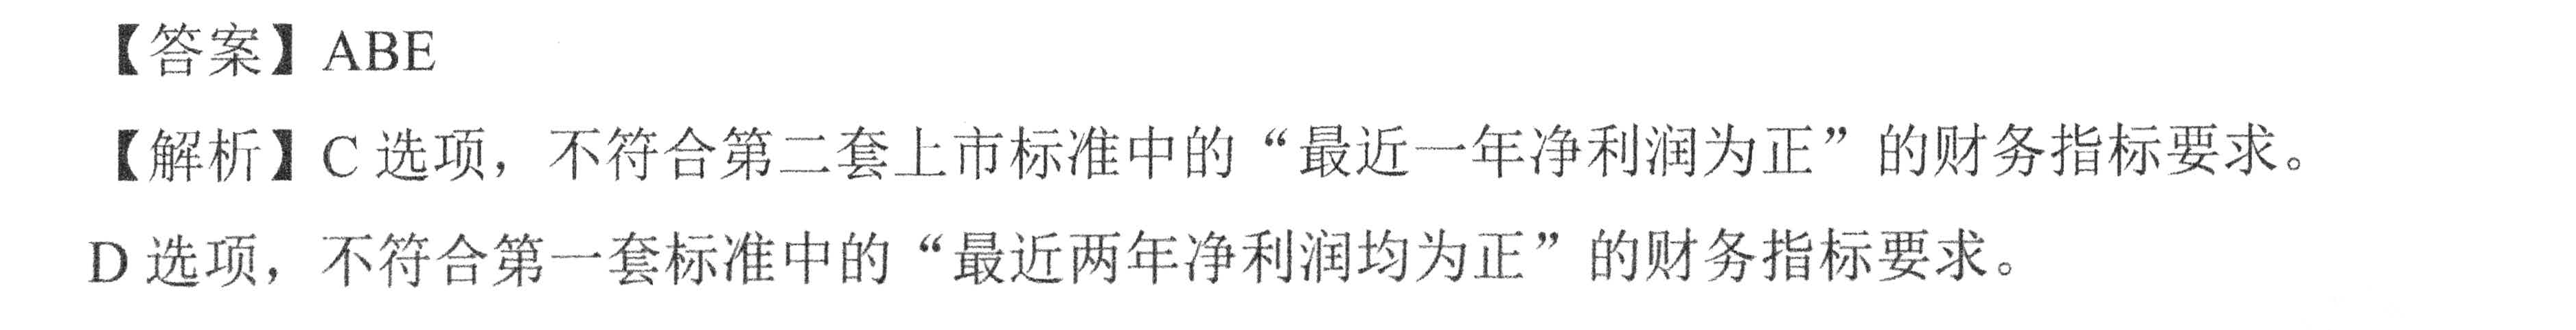 【答案】ABE
【解析】C 选项，不符合第二套上市标准中的“最近一年净利润为正”的财务指标要求。
D 选项，不符合第一套标准中的“最近两年净利润均为正”的财务指标要求。